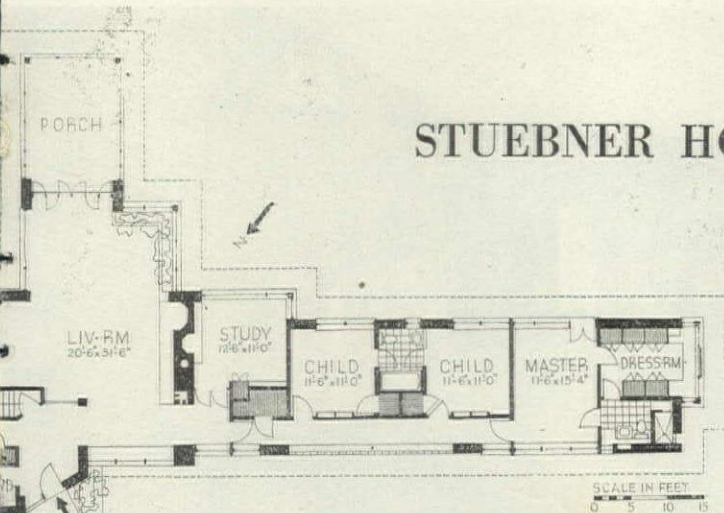 PORCH
STUEBNER HO
N
LIV-RM
20'-6"x31'-6"
STUDY
12'-6"x11'-0"
CHILD
11'-6"x11'-0"
CHILD
11'-6"x11'-0"
MASTER
11'-6"x15'-4"
DRESS-RM
SCALE IN FEET
0 5 10 15